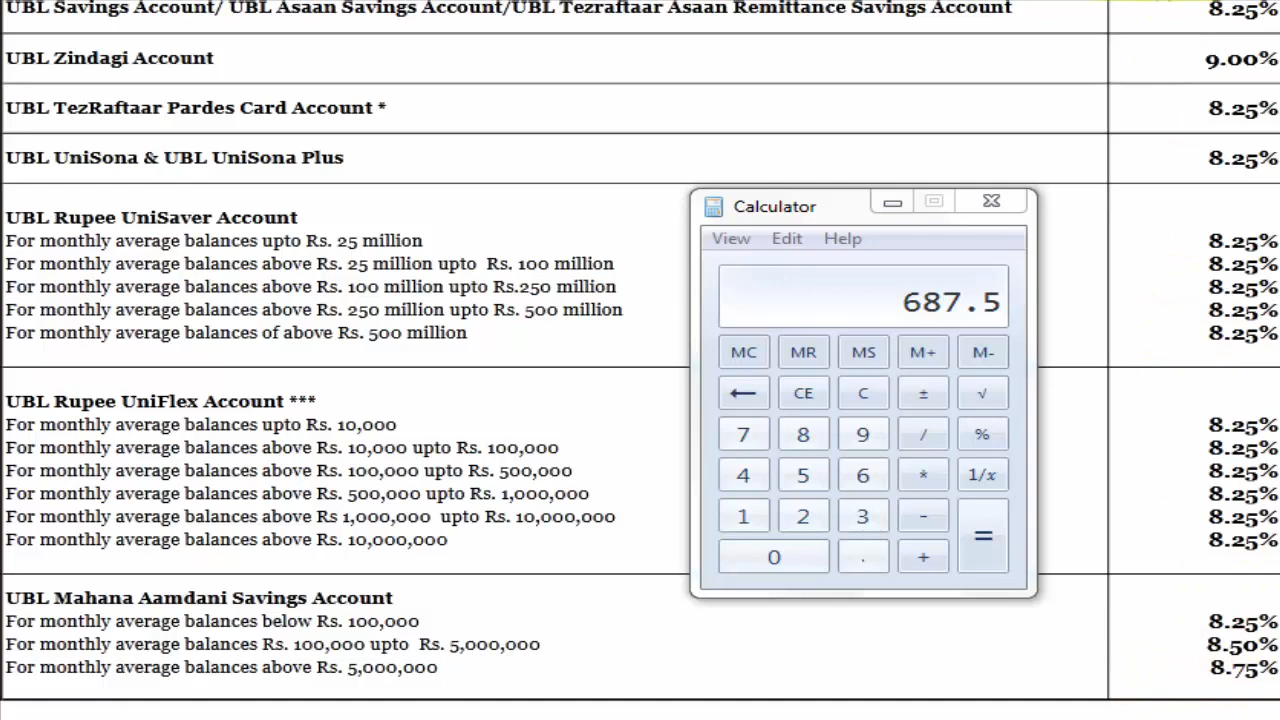 UBL Savings Account/ UBL Asaan Savings Account/UBL Tezraftaar Asaan Remittance Savings Account 8.25%
UBL Zindagi Account 9.00%
UBL TezRaftaar Pardes Card Account * 8.25%
UBL UniSona & UBL UniSona Plus 8.25%
UBL Rupee UniSaver Account
For monthly average balances upto Rs. 25 million 8.25%
For monthly average balances above Rs. 25 million upto Rs. 100 million 8.25%
For monthly average balances above Rs. 100 million upto Rs.250 million 8.25%
For monthly average balances above Rs. 250 million upto Rs. 500 million 8.25%
For monthly average balances of above Rs. 500 million 8.25%
UBL Rupee UniFlex Account ***
For monthly average balances upto Rs. 10,000 8.25%
For monthly average balances above Rs. 10,000 upto Rs. 100,000 8.25%
For monthly average balances above Rs. 100,000 upto Rs. 500,000 8.25%
For monthly average balances above Rs. 500,000 upto Rs. 1,000,000 8.25%
For monthly average balances above Rs 1,000,000 upto Rs. 10,000,000 8.25%
For monthly average balances above Rs. 10,000,000 8.25%
UBL Mahana Aamdani Savings Account
For monthly average balances below Rs. 100,000 8.25%
For monthly average balances Rs. 100,000 upto Rs. 5,000,000 8.50%
For monthly average balances above Rs. 5,000,000 8.75%
Calculator
View Edit Help
687.5
MC MR MS M+ M-
← CE C ± √
7 8 9 / %
4 5 6 * 1/x
1 2 3 - =
0 . +